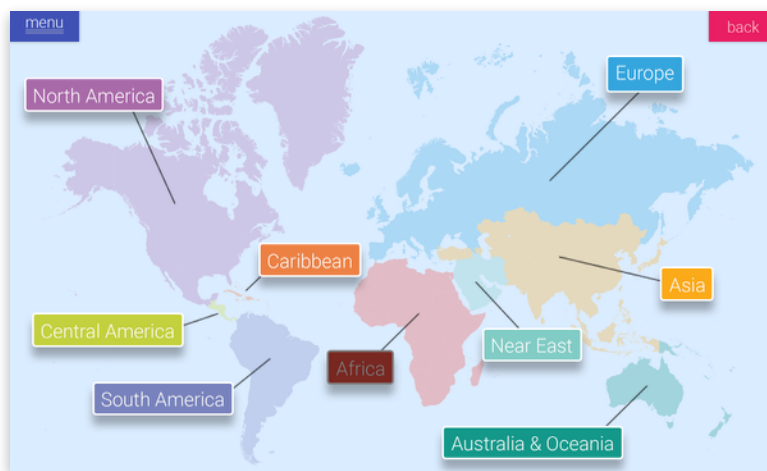 menu
back
Europe
North America
Caribbean
Asia
Central America
Near East
Africa
South America
Australia & Oceania